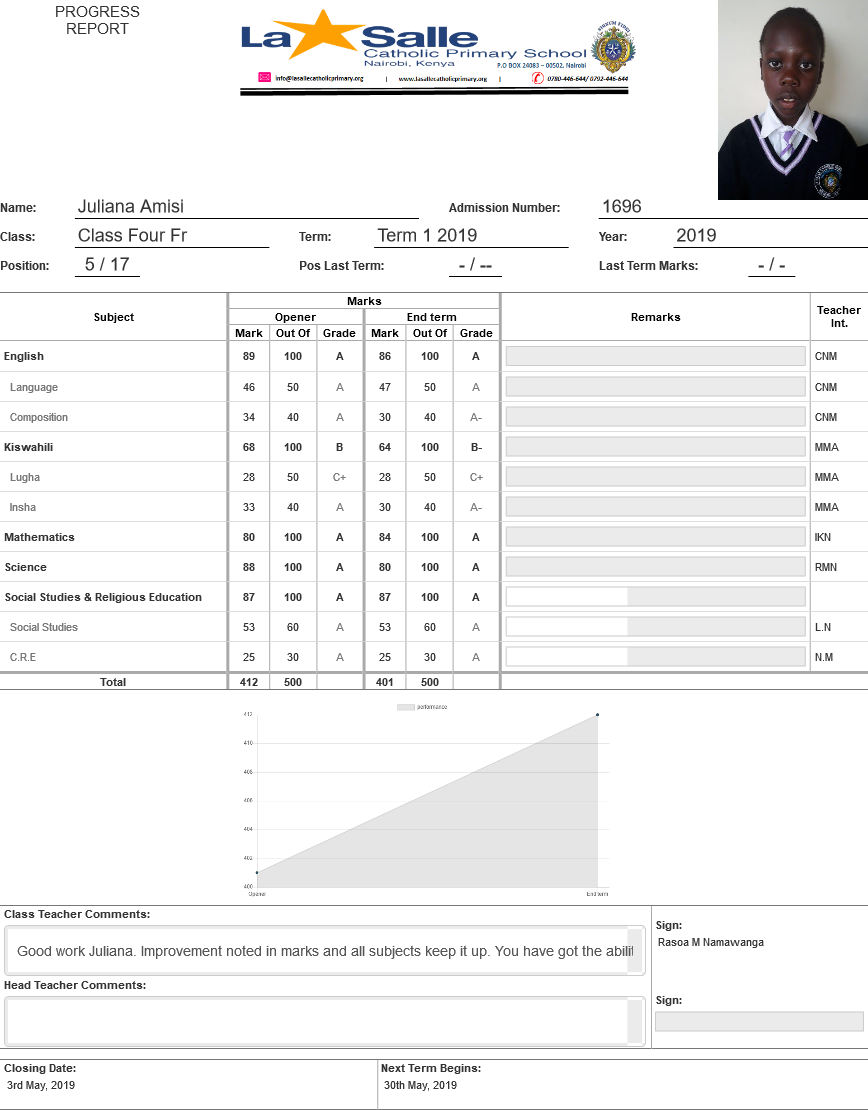 PROGRESS
REPORT
La Salle
Catholic Primary School
Nairobi, Kenya
P.O BOX 24083 – 00502, Nairobi
info@lasallecatholicprimary.org | www.lasallecatholicprimary.org | 0780-446-644/ 0792-446-644
Name: Juliana Amisi Admission Number: 1696
Class: Class Four Fr Term: Term 1 2019 Year: 2019
Position: 5 / 17 Pos Last Term: - / -- Last Term Marks: - / -
Subject Marks Remarks Teacher Int.
Opener End term
Mark Out Of Grade Mark Out Of Grade
English 89 100 A 86 100 A CNM
Language 46 50 A 47 50 A CNM
Composition 34 40 A 30 40 A- CNM
Kiswahili 68 100 B 64 100 B- MMA
Lugha 28 50 C+ 28 50 C+ MMA
Insha 33 40 A 30 40 A- MMA
Mathematics 80 100 A 84 100 A IKN
Science 88 100 A 80 100 A RMN
Social Studies & Religious Education 87 100 A 87 100 A
Social Studies 53 60 A 53 60 A L.N
C.R.E 25 30 A 25 30 A N.M
Total 412 500 401 500
performance
412
410
408
406
404
402
400
Opener End term
Class Teacher Comments:
Good work Juliana. Improvement noted in marks and all subjects keep it up. You have got the abili
Sign:
Rasoa M Namawanga
Head Teacher Comments:
Sign:
Closing Date: Next Term Begins:
3rd May, 2019 30th May, 2019